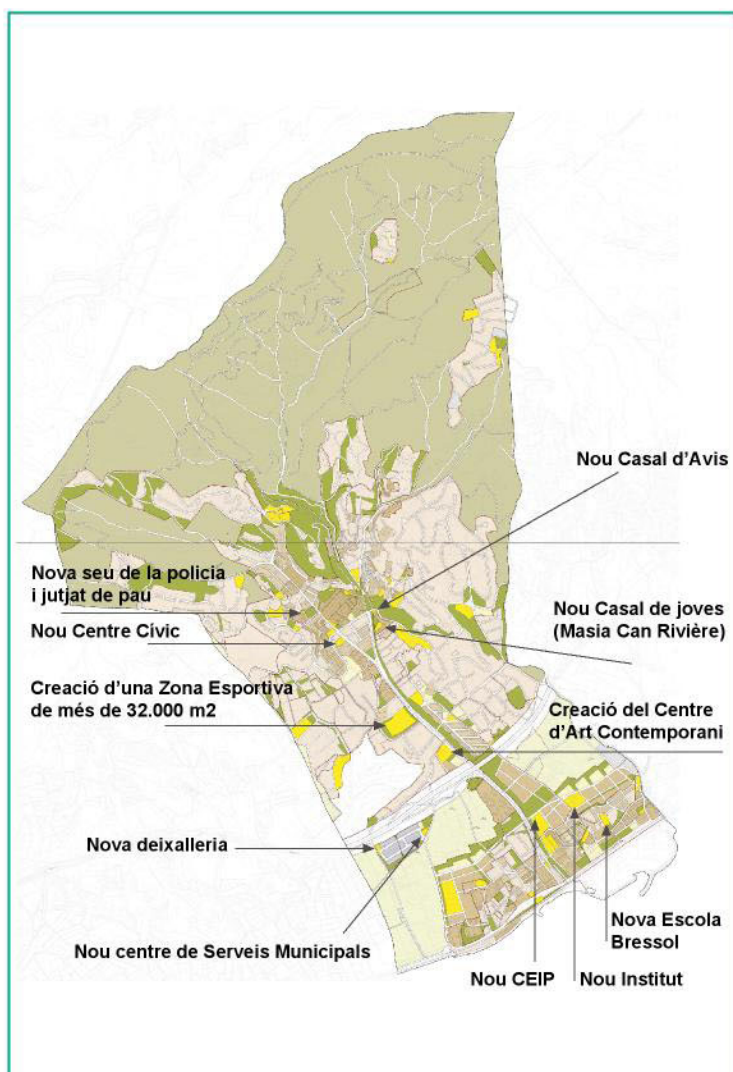 Nou Casal d'Avis
Nova seu de la policia
i jutjat de pau
Nou Centre Cívic
Nou Casal de joves
(Masia Can Rivière)
Creació d'una Zona Esportiva
de més de 32.000 m2
Creació del Centre
d'Art Contemporani
Nova deixalleria
Nou centre de Serveis Municipals
Nova Escola
Bressol
Nou CEIP
Nou Institut